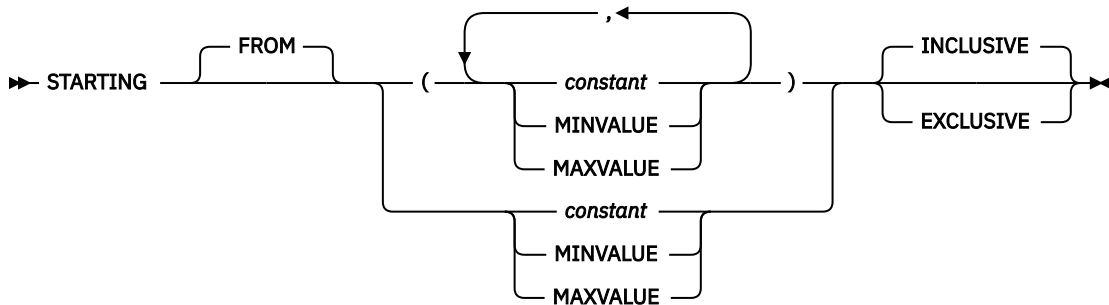 ,
FROM INCLUSIVE
STARTING ( constant )
EXCLUSIVE
MINVALUE
MAXVALUE
constant
MINVALUE
MAXVALUE